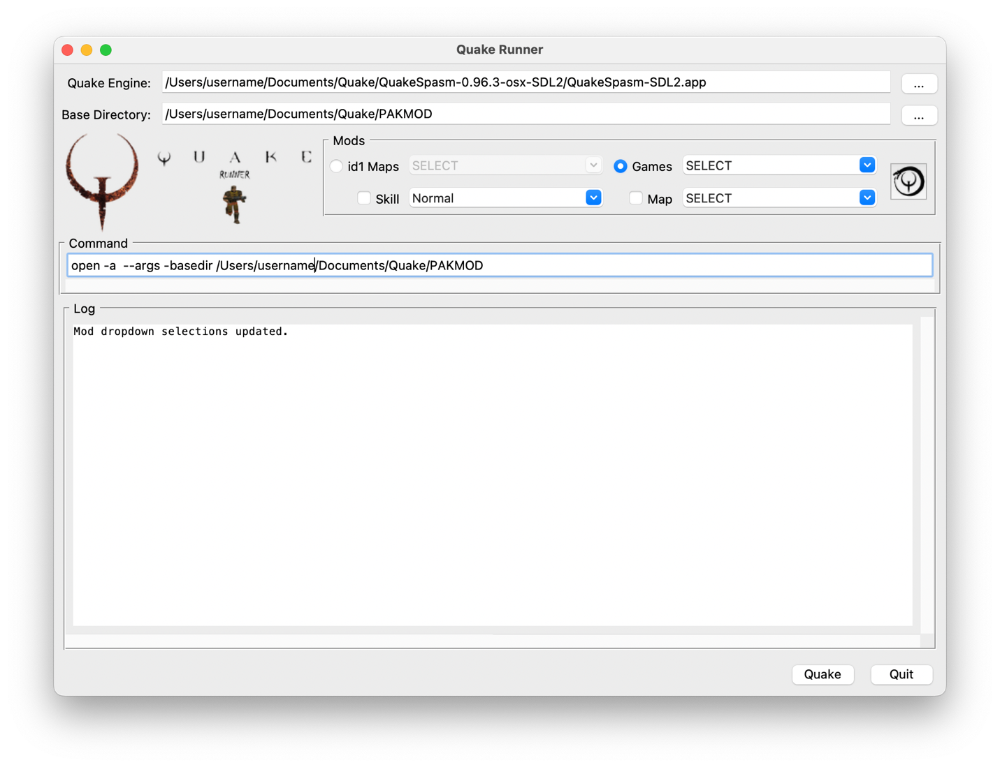 Quake Runner
Quake Engine: /Users/username/Documents/Quake/QuakeSpasm-0.96.3-osx-SDL2/QuakeSpasm-SDL2.app ...
Base Directory: /Users/username/Documents/Quake/PAKMOD ...
QUAKE
RUNNER
Mods
id1 Maps SELECT Games SELECT
Skill Normal Map SELECT
Command
open -a  --args -basedir /Users/username/Documents/Quake/PAKMOD
Log
Mod dropdown selections updated.
Quake Quit